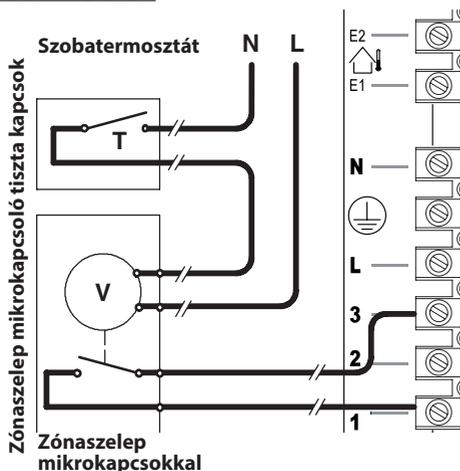 Szobatermosztát
N L
Zónaszelep mikrokapcsoló tiszta kapcsok
T
V
E2
E1
N
L
3
2
1
Zónaszelep
mikrokapcsokkal